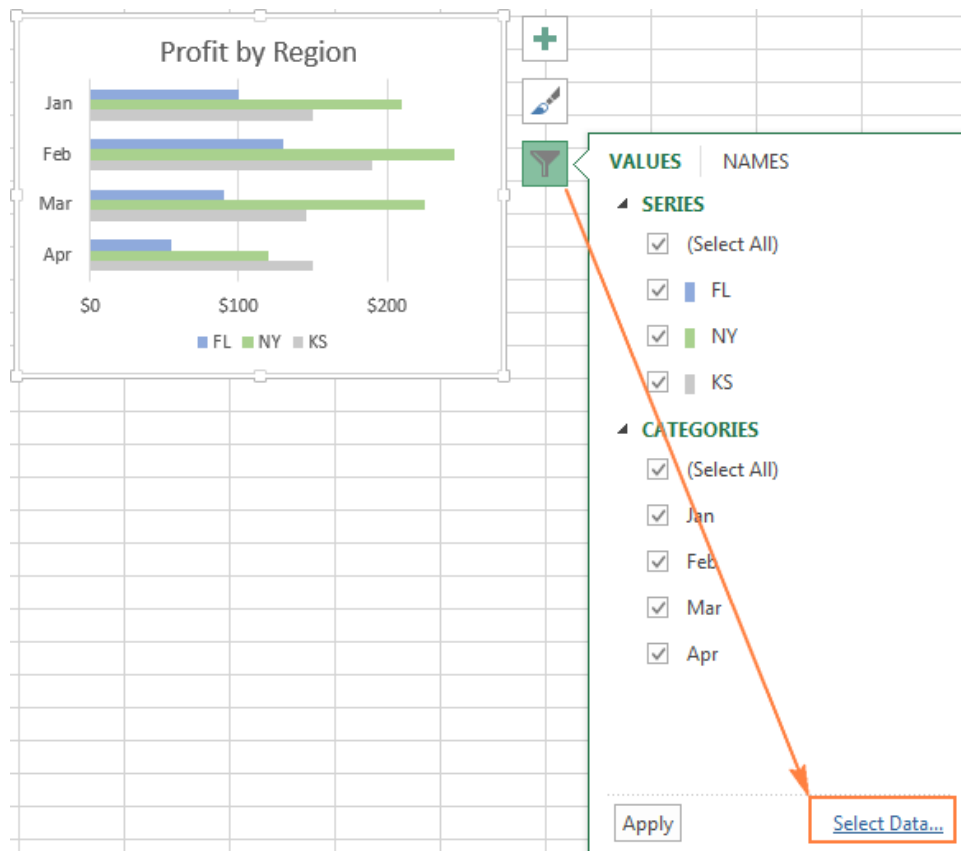 Profit by Region
Jan
Feb
Mar
Apr
$0 $100 $200
FL NY KS
VALUES NAMES
SERIES
(Select All)
FL
NY
KS
CATEGORIES
(Select All)
Jan
Feb
Mar
Apr
Apply Select Data...